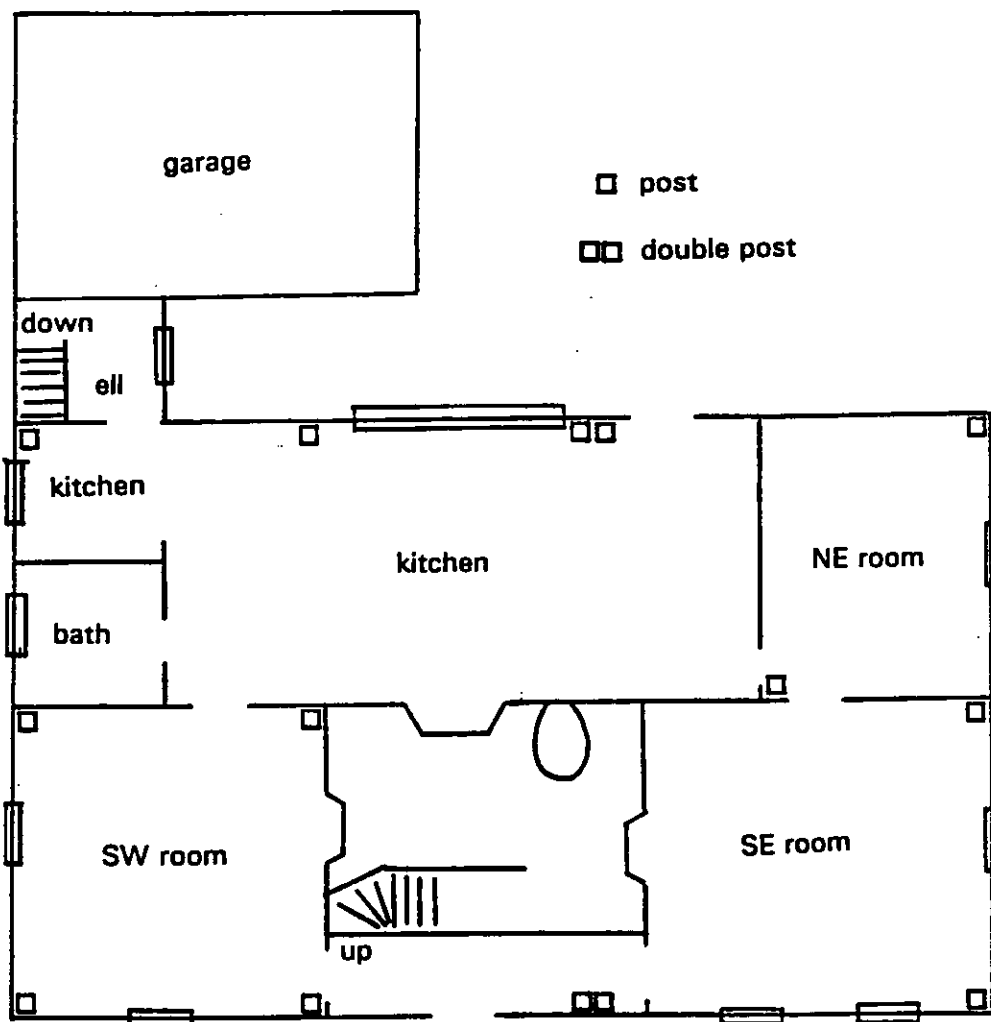 garage
post
double post
down
ell
kitchen
kitchen
NE room
bath
SW room
SE room
up